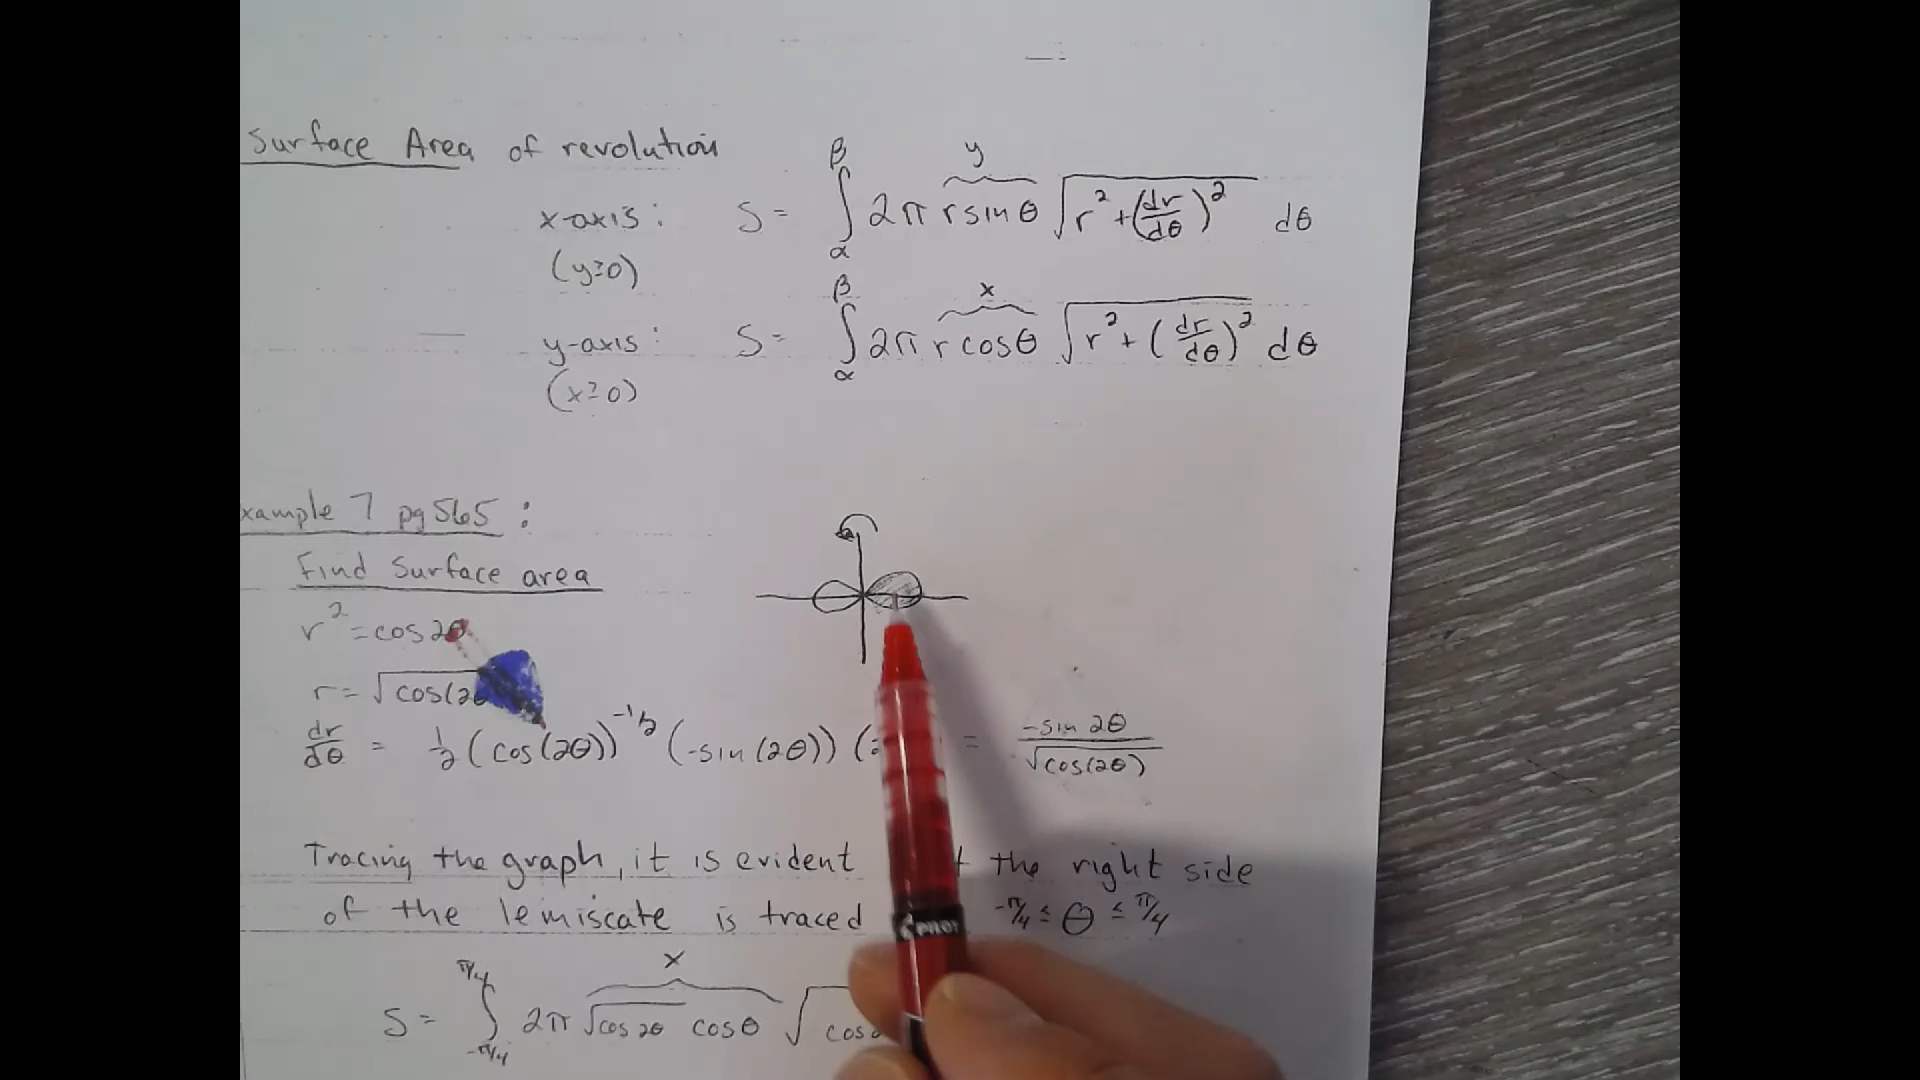 Surface Area of revolution
x-axis: S = ∫_α^β 2π r sin θ √(r² + (dr/dθ)²) dθ
y
(y≥0)
y-axis: S = ∫_α^β 2π r cos θ √(r² + (dr/dθ)²) dθ
x
(x≥0)
xample 7 pg 565:
Find Surface area
r² = cos 2θ
r = √cos(2
dr/dθ = 1/2 (cos(2θ))^(-1/2) (-sin(2θ)) ( = -sin 2θ / √cos(2θ)
Tracing the graph, it is evident the right side
of the lemiscate is traced -π/4 ≤ θ ≤ π/4
x
S = ∫_(-π/4)^(π/4) 2π √cos 2θ cos θ √ cos
PILOT